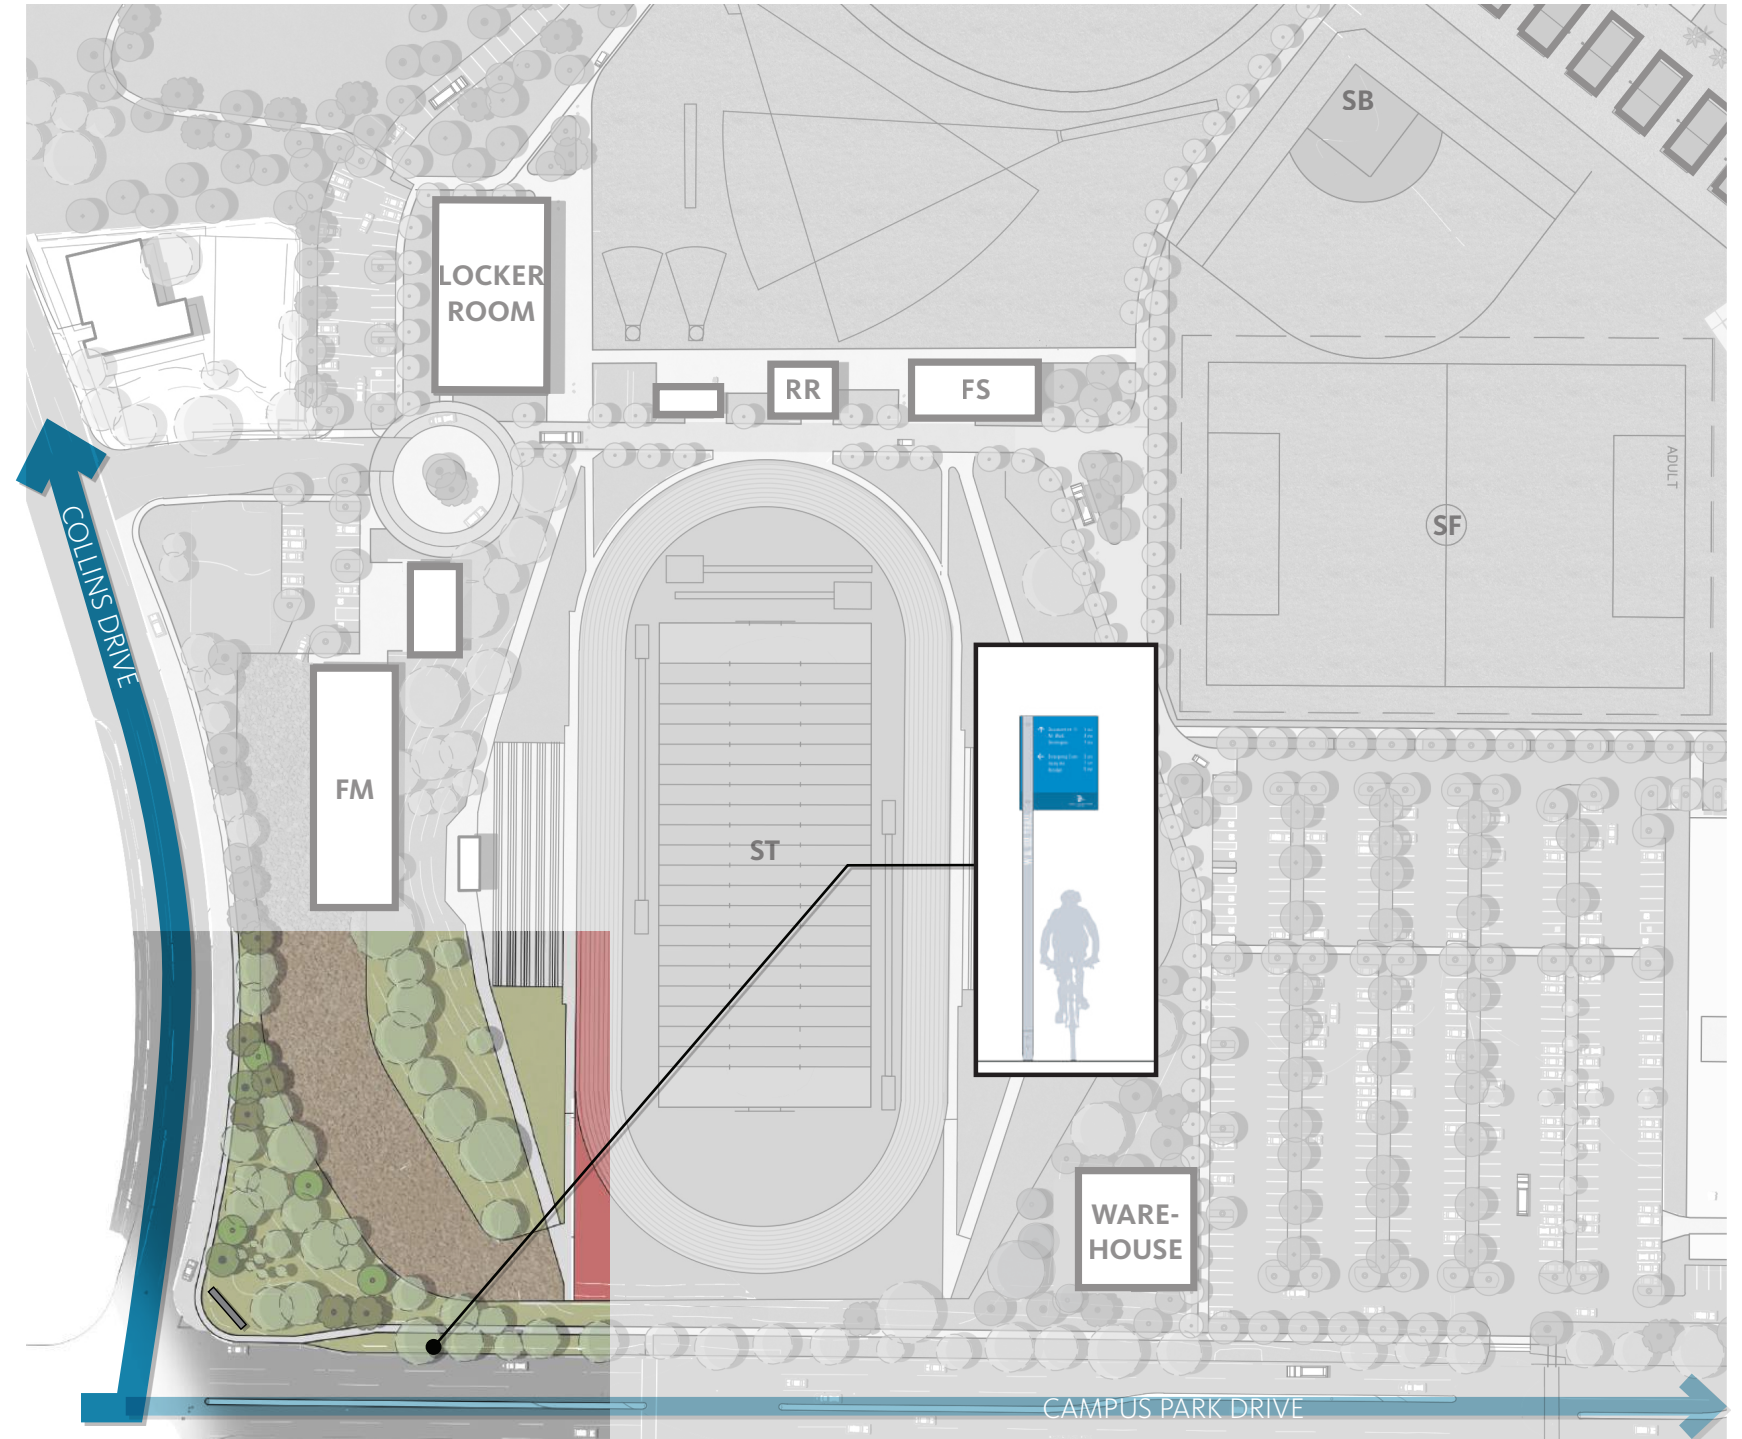 SB
LOCKER
ROOM
RR
FS
ADULT
SF
COLLINS DRIVE
FM
ST
WARE-
HOUSE
CAMPUS PARK DRIVE